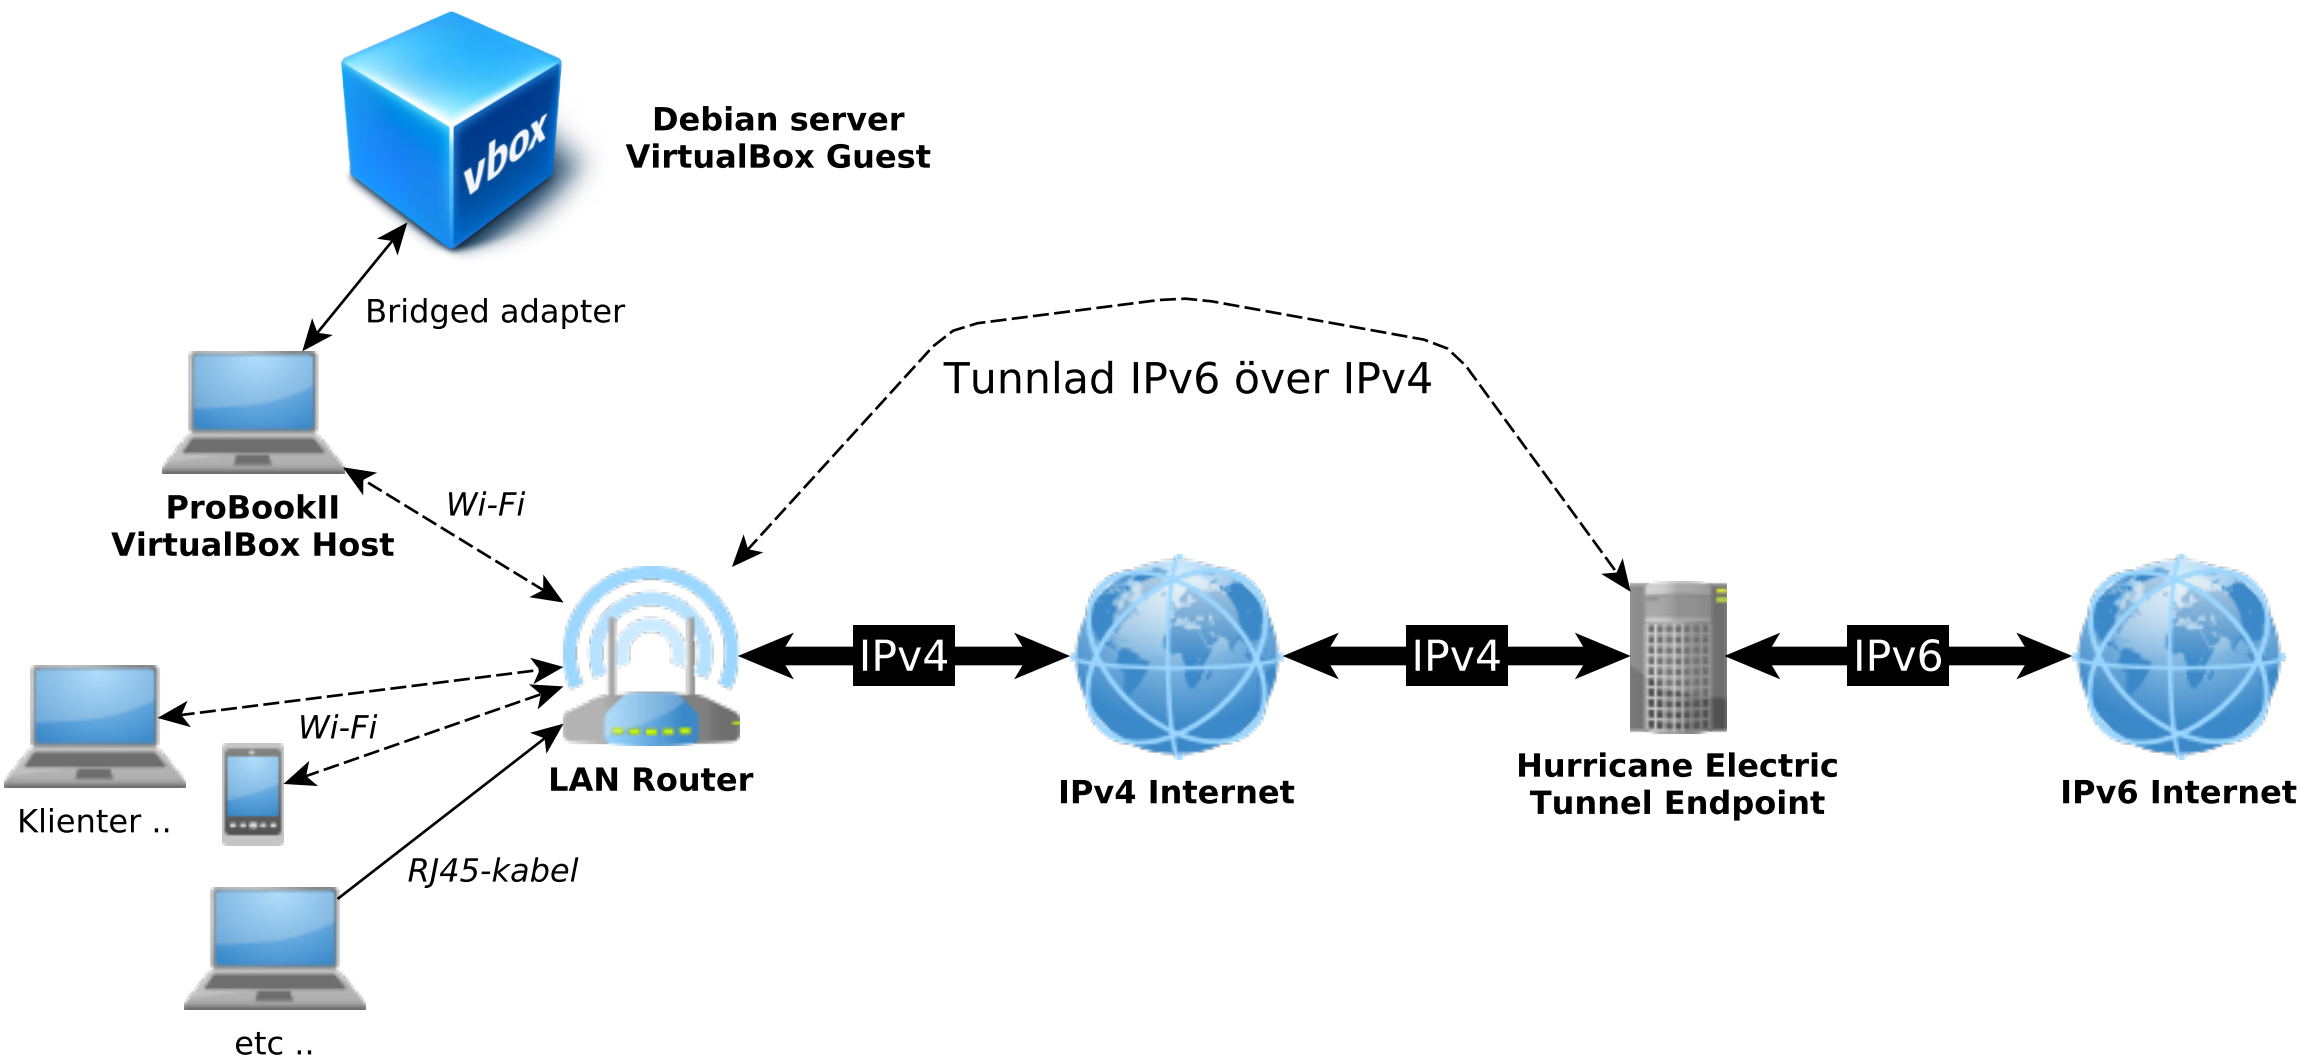 vbox
Debian server
VirtualBox Guest
Bridged adapter
Tunnlad IPv6 över IPv4
ProBookII
VirtualBox Host
Wi-Fi
IPv4
IPv4
IPv6
Wi-Fi
Klienter ..
LAN Router
IPv4 Internet
Hurricane Electric
Tunnel Endpoint
IPv6 Internet
RJ45-kabel
etc ..